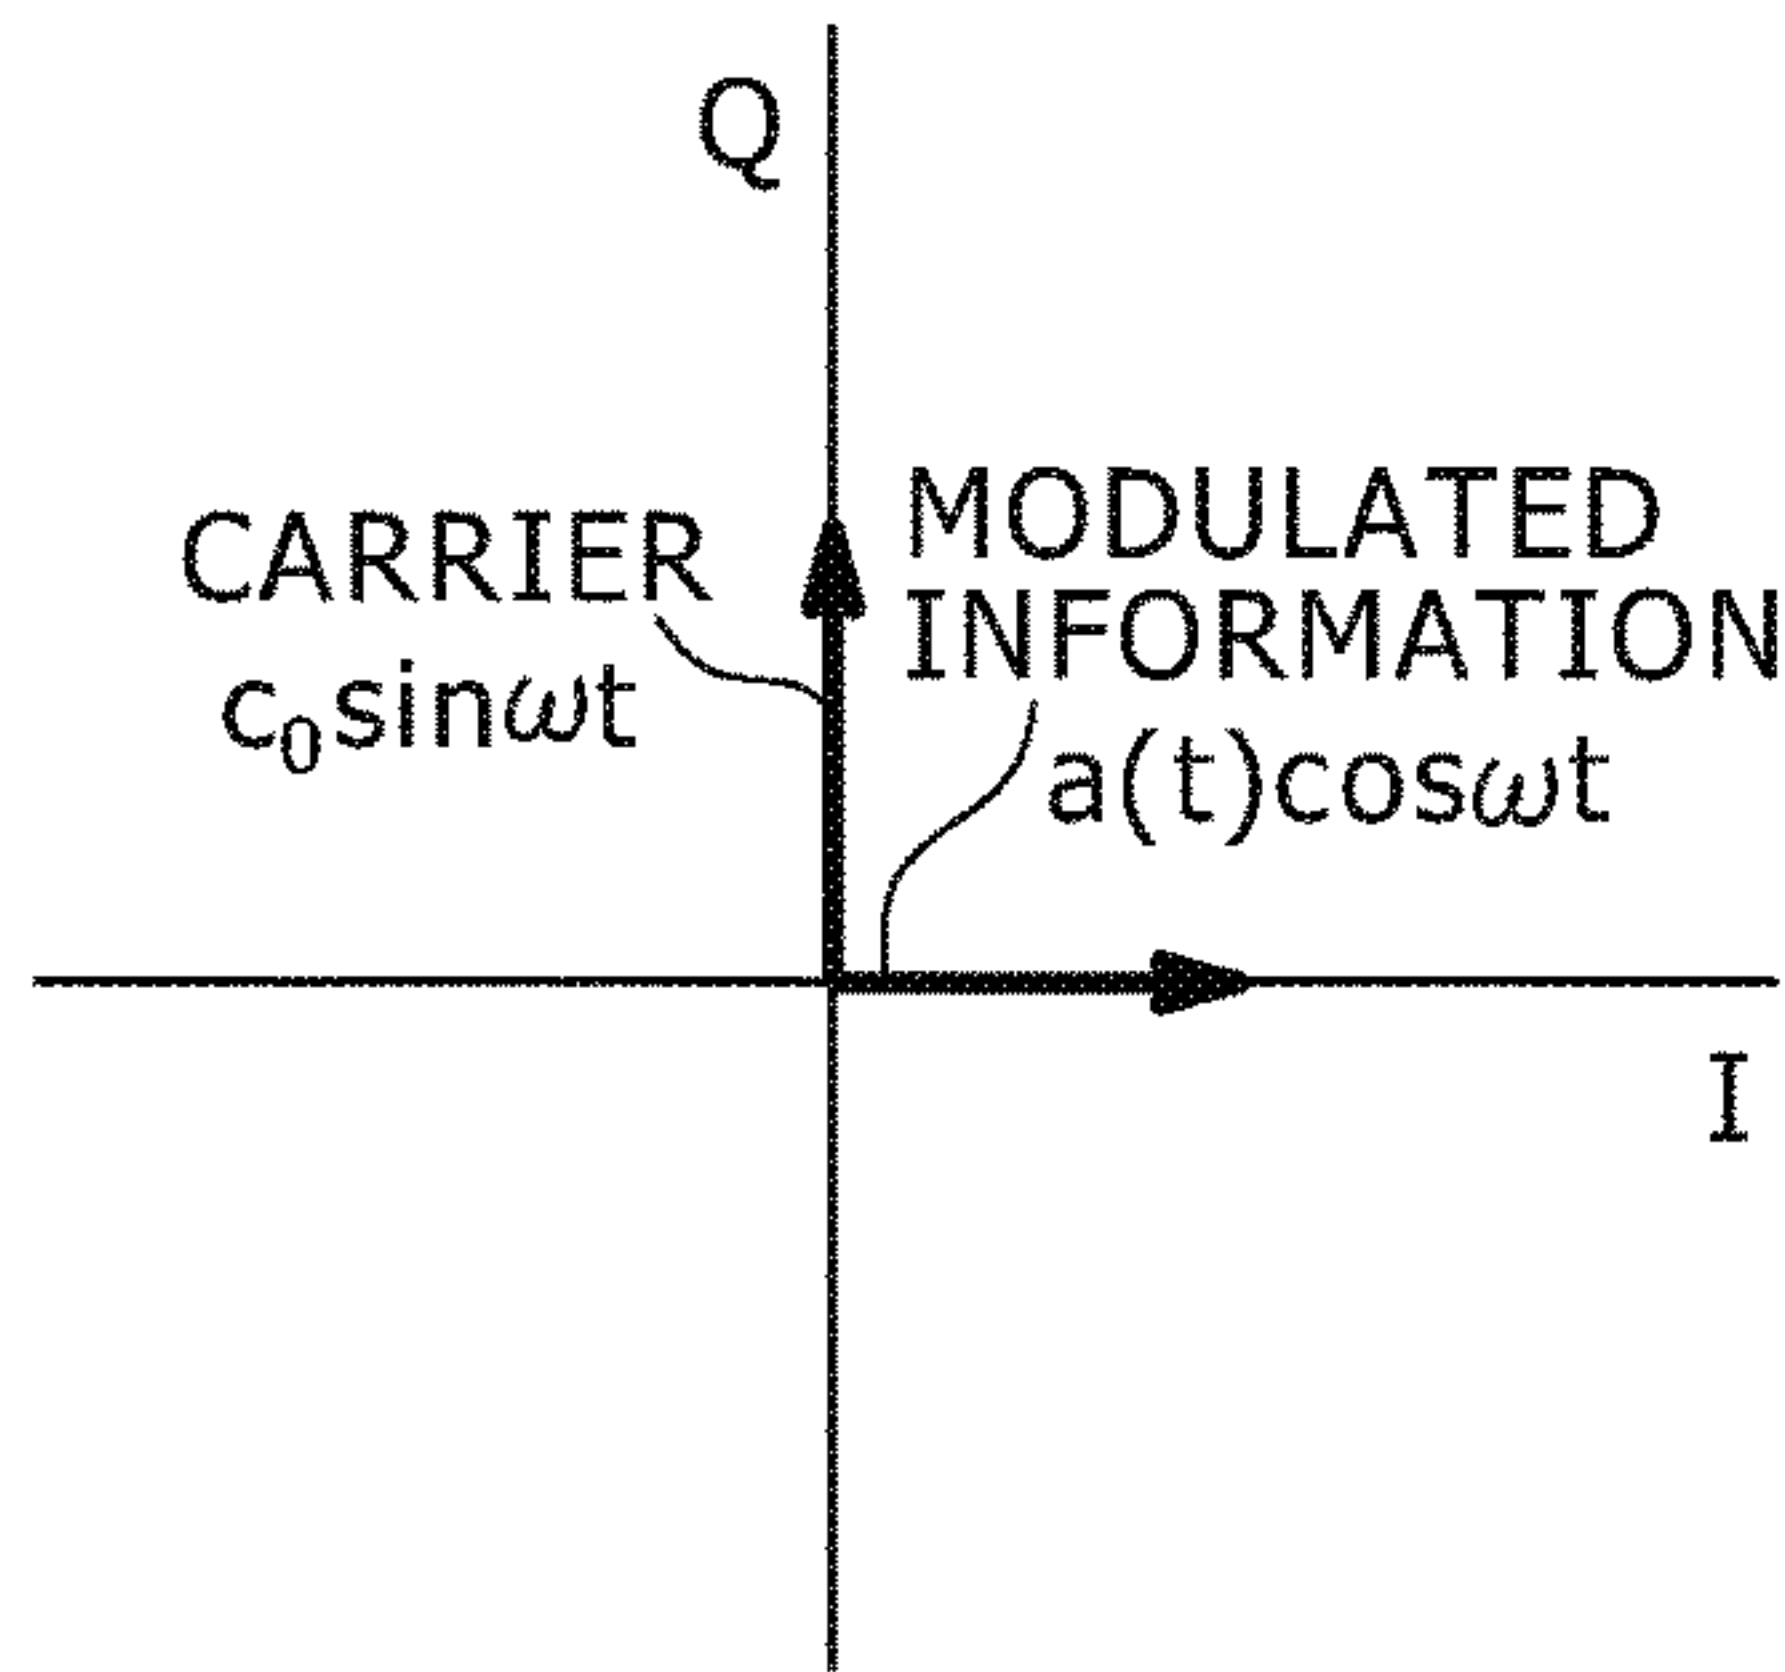 Q
CARRIER
c₀sinωt
MODULATED
INFORMATION
a(t)cosωt
I